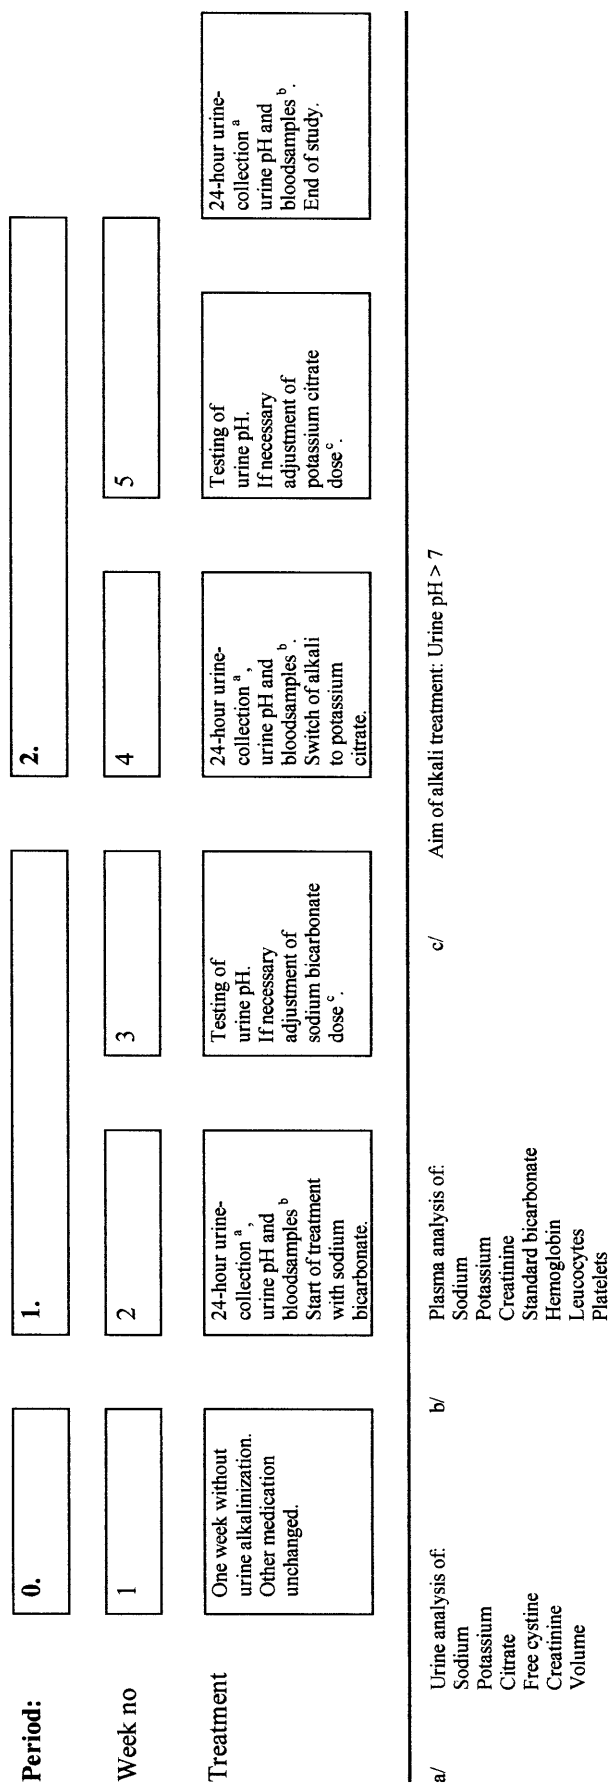 Period:
0.
1.
2.
Week no
1
2
3
4
5
Treatment
One week without
urine alkalinization.
Other medication
unchanged.
24-hour urine-
collection a,
urine pH and
bloodsamples b
Start of treatment
with sodium
bicarbonate.
Testing of
urine pH.
If necessary
adjustment of
sodium bicarbonate
dose c.
24-hour urine-
collection a,
urine pH and
bloodsamples b.
Switch of alkali
to potassium
citrate.
Testing of
urine pH.
If necessary
adjustment of
potassium citrate
dose c.
24-hour urine-
collection a
urine pH and
bloodsamples b.
End of study.
a/
Urine analysis of:
Sodium
Potassium
Citrate
Free cystine
Creatinine
Volume
b/
Plasma analysis of:
Sodium
Potassium
Creatinine
Standard bicarbonate
Hemoglobin
Leucocytes
Platelets
c/
Aim of alkali treatment: Urine pH > 7